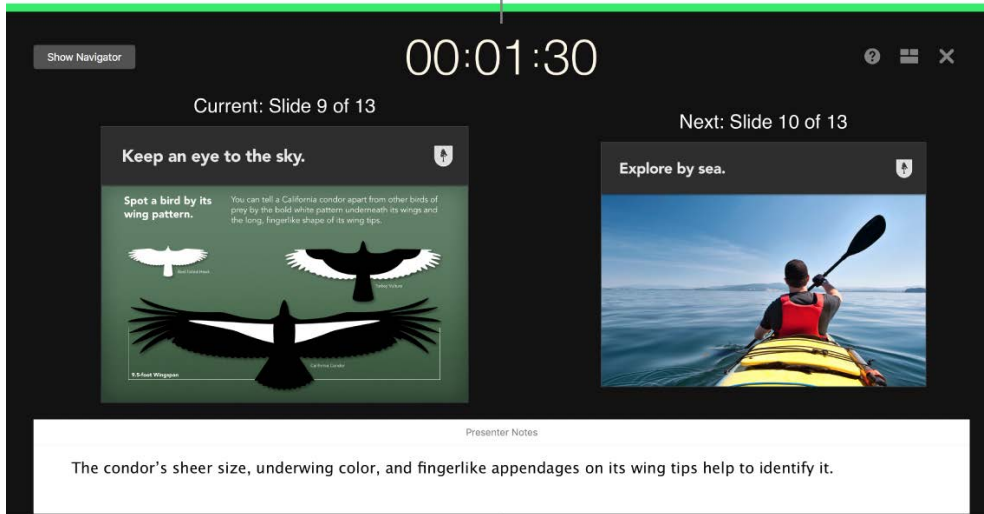 00:01:30
Show Navigator
Current: Slide 9 of 13
Next: Slide 10 of 13
Keep an eye to the sky.
Spot a bird by its
wing pattern.
You can tell a California condor apart from other birds of
prey by the bold white pattern underneath its wings and
the long, fingerlike shape of its wing tips.
Turkey Vulture
California Condor
9.5-foot Wingspan
Explore by sea.
Presenter Notes
The condor’s sheer size, underwing color, and fingerlike appendages on its wing tips help to identify it.